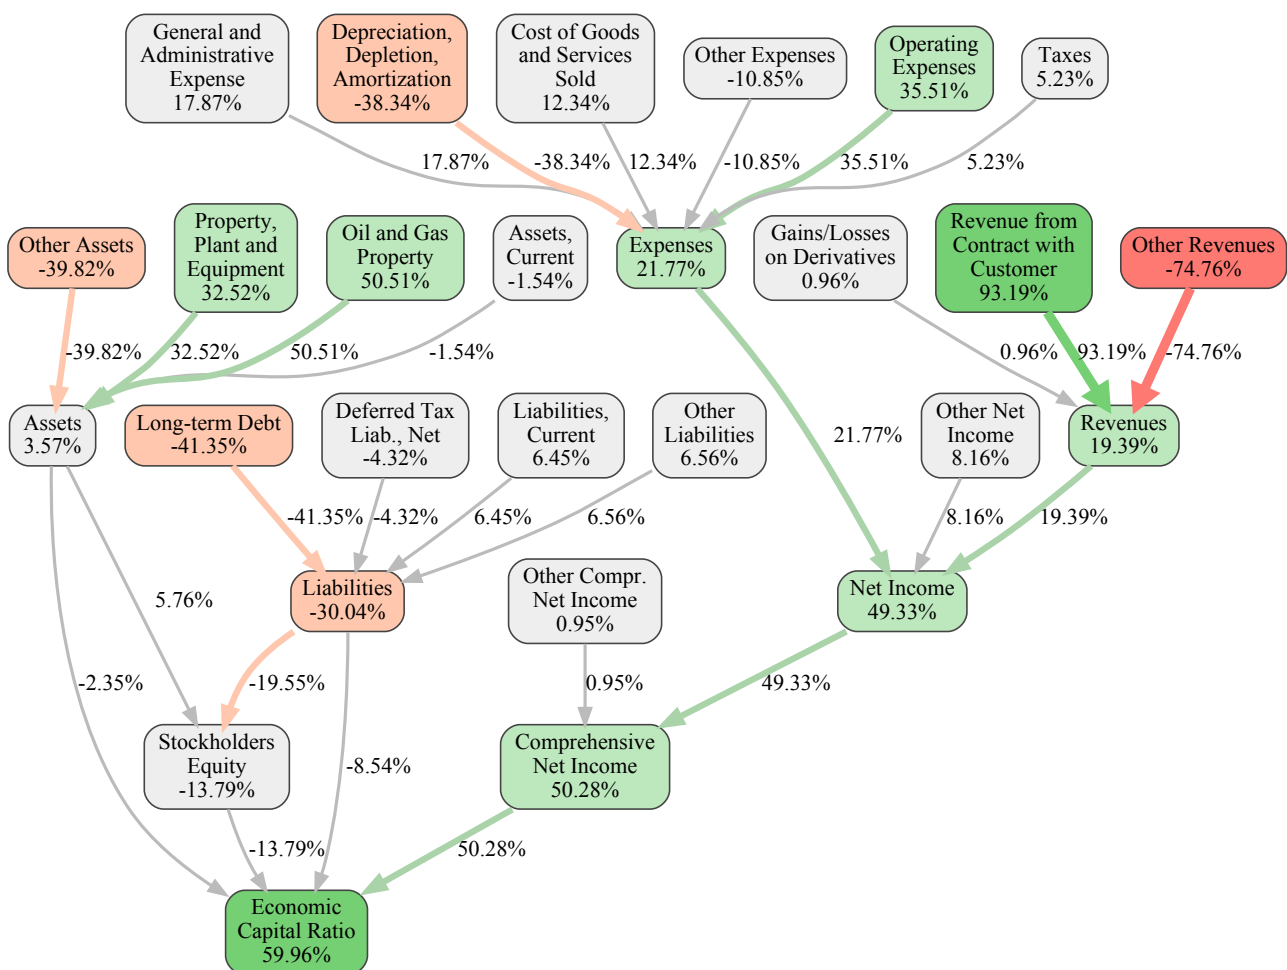 General and
Administrative
Expense
17.87%
Depreciation,
Depletion,
Amortization
-38.34%
Cost of Goods
and Services
Sold
12.34%
Other Expenses
-10.85%
Operating
Expenses
35.51%
Taxes
5.23%
17.87%
-38.34%
12.34%
-10.85%
35.51%
5.23%
Other Assets
-39.82%
Property,
Plant and
Equipment
32.52%
Oil and Gas
Property
50.51%
Assets,
Current
-1.54%
Expenses
21.77%
Gains/Losses
on Derivatives
0.96%
Revenue from
Contract with
Customer
93.19%
Other Revenues
-74.76%
-39.82%
32.52%
50.51%
-1.54%
0.96%
93.19%
-74.76%
Assets
3.57%
Long-term Debt
-41.35%
Deferred Tax
Liab., Net
-4.32%
Liabilities,
Current
6.45%
Other
Liabilities
6.56%
21.77%
Other Net
Income
8.16%
Revenues
19.39%
-41.35%
-4.32%
6.45%
6.56%
8.16%
19.39%
5.76%
Liabilities
-30.04%
Other Compr.
Net Income
0.95%
Net Income
49.33%
-2.35%
-19.55%
0.95%
49.33%
Stockholders
Equity
-13.79%
-8.54%
Comprehensive
Net Income
50.28%
-13.79%
50.28%
Economic
Capital Ratio
59.96%